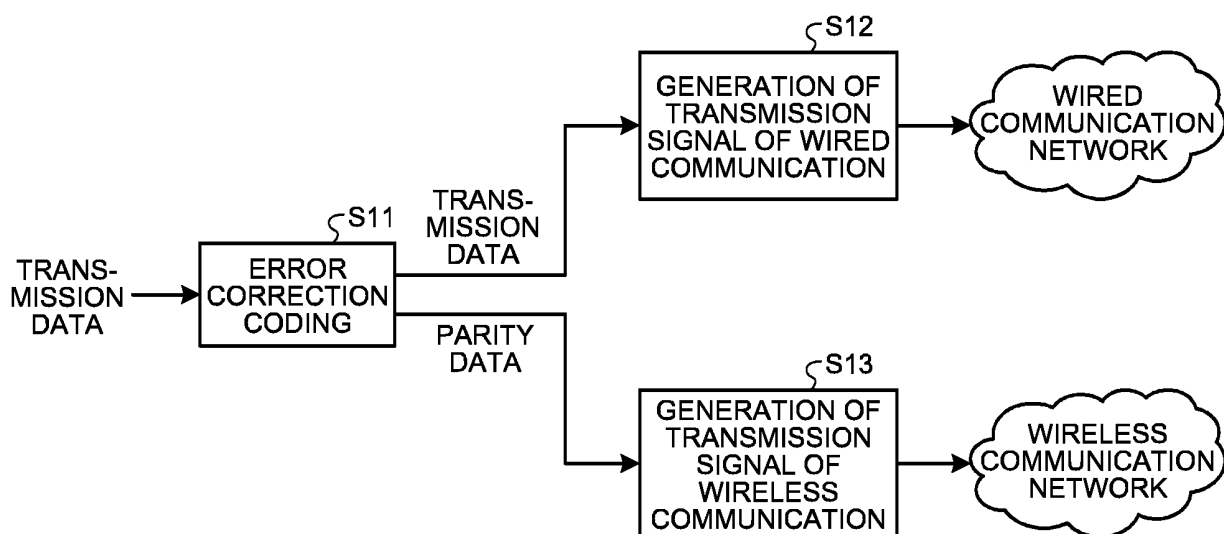 TRANS-
MISSION
DATA
S11
ERROR
CORRECTION
CODING
TRANS-
MISSION
DATA
PARITY
DATA
S12
GENERATION OF
TRANSMISSION
SIGNAL OF WIRED
COMMUNICATION
WIRED
COMMUNICATION
NETWORK
S13
GENERATION OF
TRANSMISSION
SIGNAL OF
WIRELESS
COMMUNICATION
WIRELESS
COMMUNICATION
NETWORK